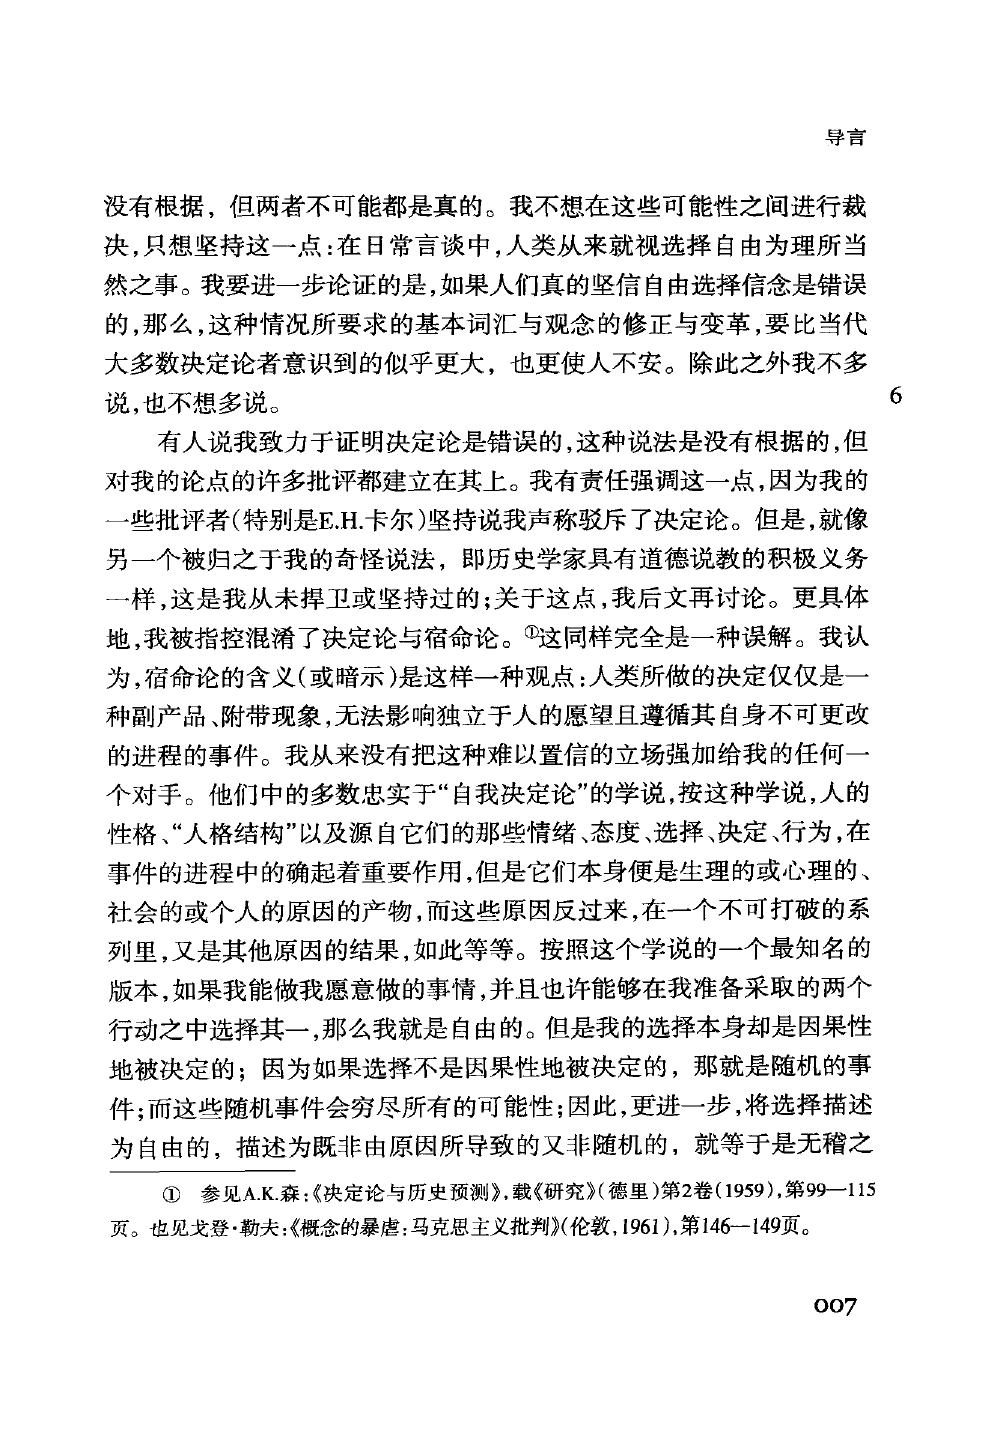 导言
没有根据，但两者不可能都是真的。我不想在这些可能性之间进行裁
决，只想坚持这一点：在日常言谈中，人类从来就视选择自由为理所当
然之事。我要进一步论证的是，如果人们真的坚信自由选择信念是错误
的，那么，这种情况所要求的基本词汇与观念的修正与变革，要比当代
大多数决定论者意识到的似乎更大，也更使人不安。除此之外我不多
说，也不想多说。
6
有人说我致力于证明决定论是错误的，这种说法是没有根据的，但
对我的论点的许多批评都建立在其上。我有责任强调这一点，因为我的
一些批评者（特别是E.H.卡尔）坚持说我声称驳斥了决定论。但是，就像
另一个被归之于我的奇怪说法，即历史学家具有道德说教的积极义务
一样，这是我从未捍卫或坚持过的；关于这点，我后文再讨论。更具体
地，我被指控混淆了决定论与宿命论。①这同样完全是一种误解。我认
为，宿命论的含义（或暗示）是这样一种观点：人类所做的决定仅仅是一
种副产品、附带现象，无法影响独立于人的愿望且遵循其自身不可更改
的进程的事件。我从来没有把这种难以置信的立场强加给我的任何一
个对手。他们中的多数忠实于“自我决定论”的学说，按这种学说，人的
性格、“人格结构”以及源自它们的那些情绪、态度、选择、决定、行为，在
事件的进程中的确起着重要作用，但是它们本身便是生理的或心理的、
社会的或个人的原因的产物，而这些原因反过来，在一个不可打破的系
列里，又是其他原因的结果，如此等等。按照这个学说的一个最知名的
版本，如果我能做我愿意做的事情，并且也许能够在我准备采取的两个
行动之中选择其一，那么我就是自由的。但是我的选择本身却是因果性
地被决定的；因为如果选择不是因果性地被决定的，那就是随机的事
件；而这些随机事件会穷尽所有的可能性；因此，更进一步，将选择描述
为自由的，描述为既非由原因所导致的又非随机的，就等于是无稽之
① 参见A.K.森：《决定论与历史预测》，载《研究》（德里）第2卷（1959），第99—115
页。也见戈登·勒夫：《概念的暴虐：马克思主义批判》（伦敦，1961），第146—149页。
007